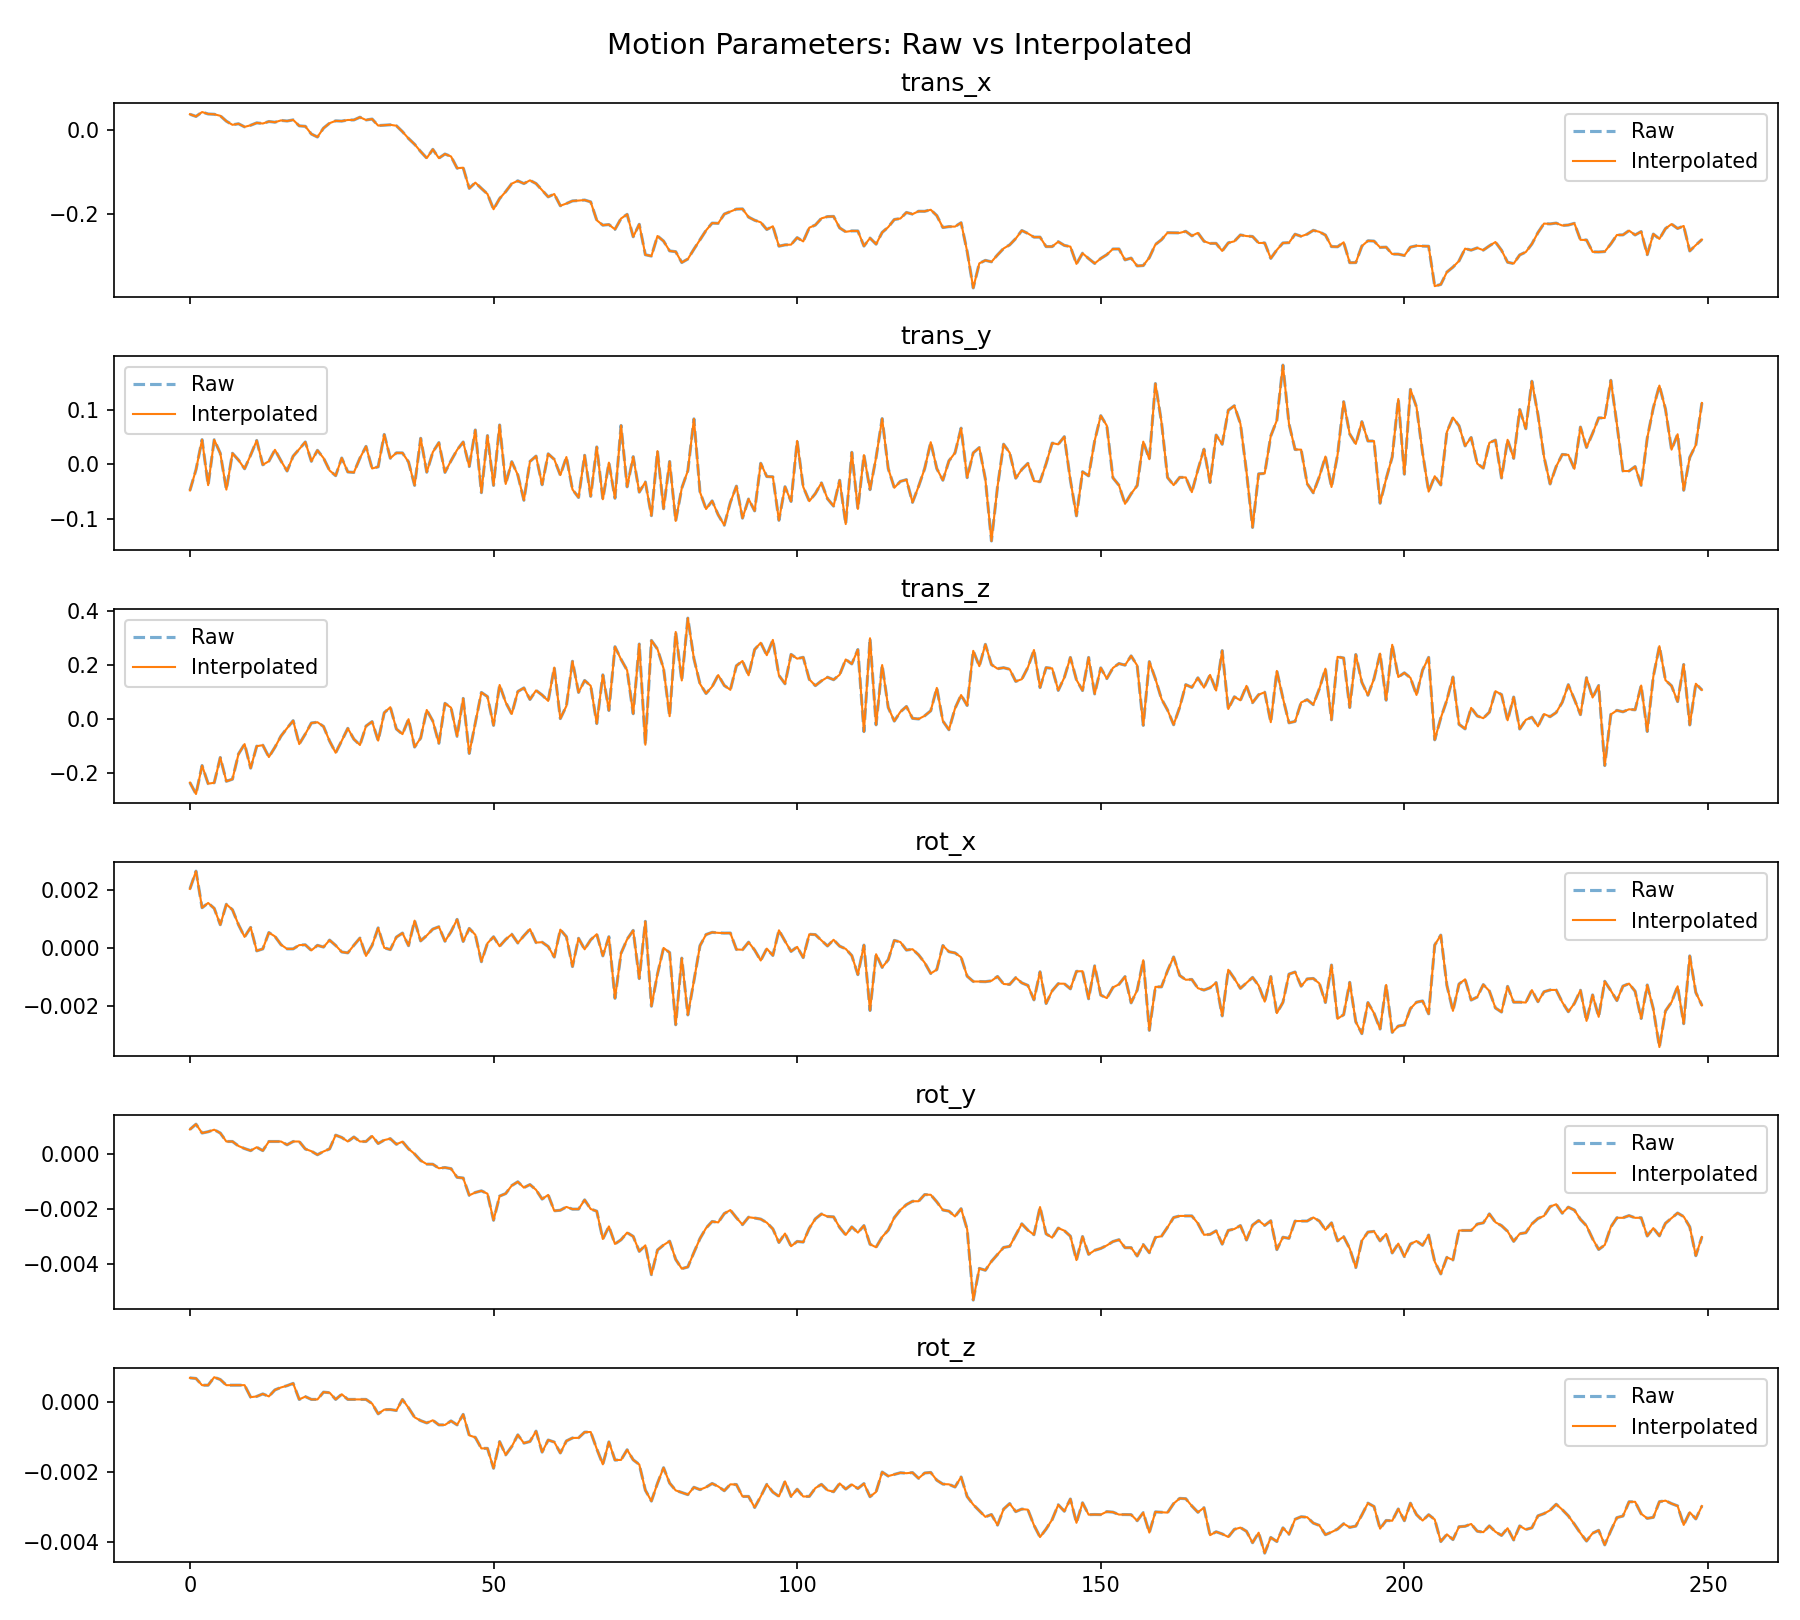 Motion Parameters: Raw vs Interpolated
trans_x
0.0
−0.2
Raw
Interpolated
trans_y
0.1
0.0
−0.1
Raw
Interpolated
trans_z
0.4
0.2
0.0
−0.2
Raw
Interpolated
rot_x
0.002
0.000
−0.002
Raw
Interpolated
rot_y
0.000
−0.002
−0.004
Raw
Interpolated
rot_z
0.000
−0.002
−0.004
Raw
Interpolated
0 50 100 150 200 250